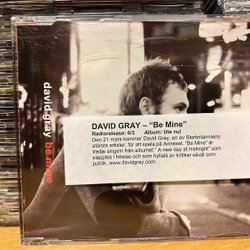 davidgray be mine
DAVID GRAY – "Be Mine"
Radiorelease: 6/3 Album: Ute nu!
Den 21 mars kommer David Gray, en av Storbritanniens
största artister, för att spela på Annexet. "Be Mine" är
tredje singeln från albumet " A new day at midnight" som
släpptes i höstas och som hyllats av kritiker såväl som
publik. www.davidgray.com